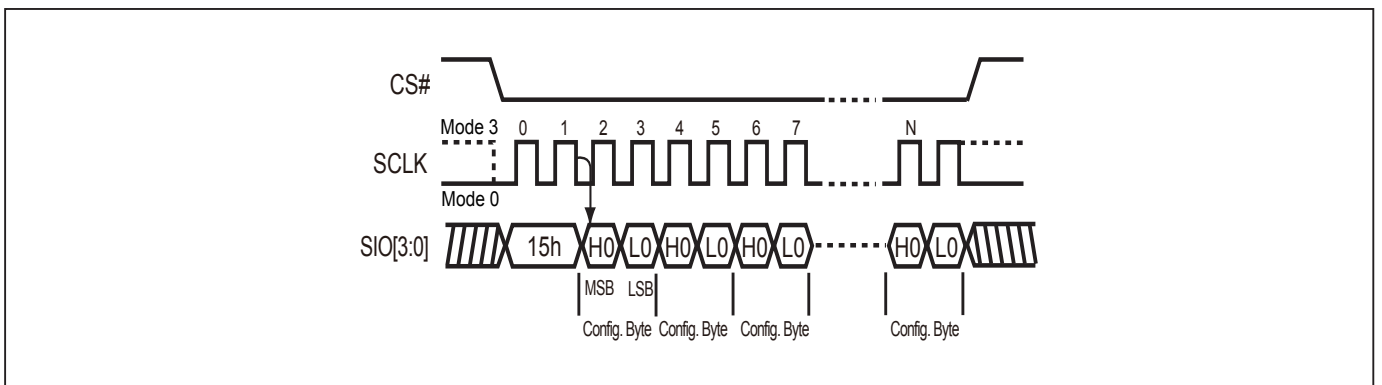 CS#
Mode 3 0 1 2 3 4 5 6 7 N
SCLK
Mode 0
SIO[3:0] 15h H0 L0 H0 L0 H0 L0 H0 L0
MSB LSB
Config. Byte Config. Byte Config. Byte Config. Byte